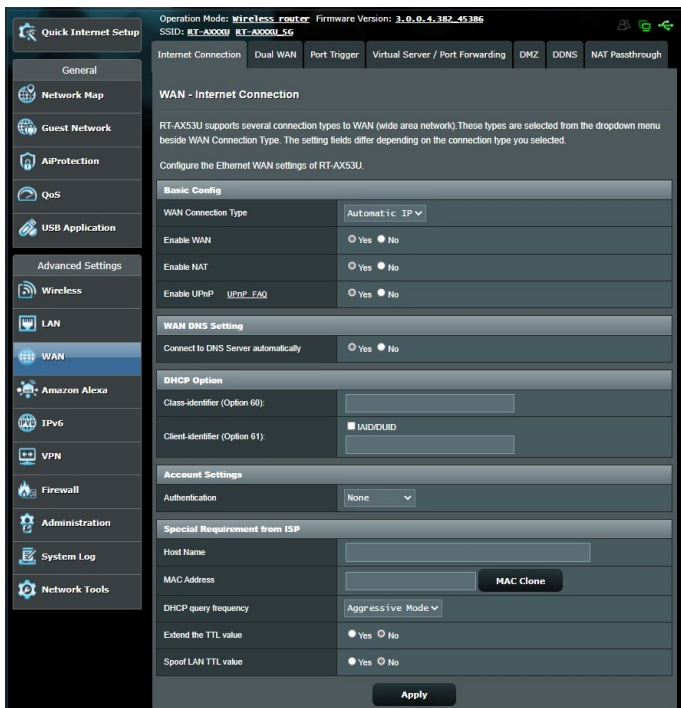 Quick Internet Setup
General
Network Map
Guest Network
AiProtection
QoS
USB Application
Advanced Settings
Wireless
LAN
WAN
Amazon Alexa
IPv6
VPN
Firewall
Administration
System Log
Network Tools
Operation Mode: Wireless router Firmware Version: 3.0.0.4.382_45386
SSID: RT-AXXXU RT-AXXXU_5G
Internet Connection Dual WAN Port Trigger Virtual Server / Port Forwarding DMZ DDNS NAT Passthrough
WAN - Internet Connection
RT-AX53U supports several connection types to WAN (wide area network).These types are selected from the dropdown menu
beside WAN Connection Type. The setting fields differ depending on the connection type you selected.
Configure the Ethernet WAN settings of RT-AX53U.
Basic Config
WAN Connection Type Automatic IP
Enable WAN Yes No
Enable NAT Yes No
Enable UPnP UPnP FAQ Yes No
WAN DNS Setting
Connect to DNS Server automatically Yes No
DHCP Option
Class-identifier (Option 60):
IAID/DUID
Client-identifier (Option 61):
Account Settings
Authentication None
Special Requirement from ISP
Host Name
MAC Address MAC Clone
DHCP query frequency Aggressive Mode
Extend the TTL value Yes No
Spoof LAN TTL value Yes No
Apply